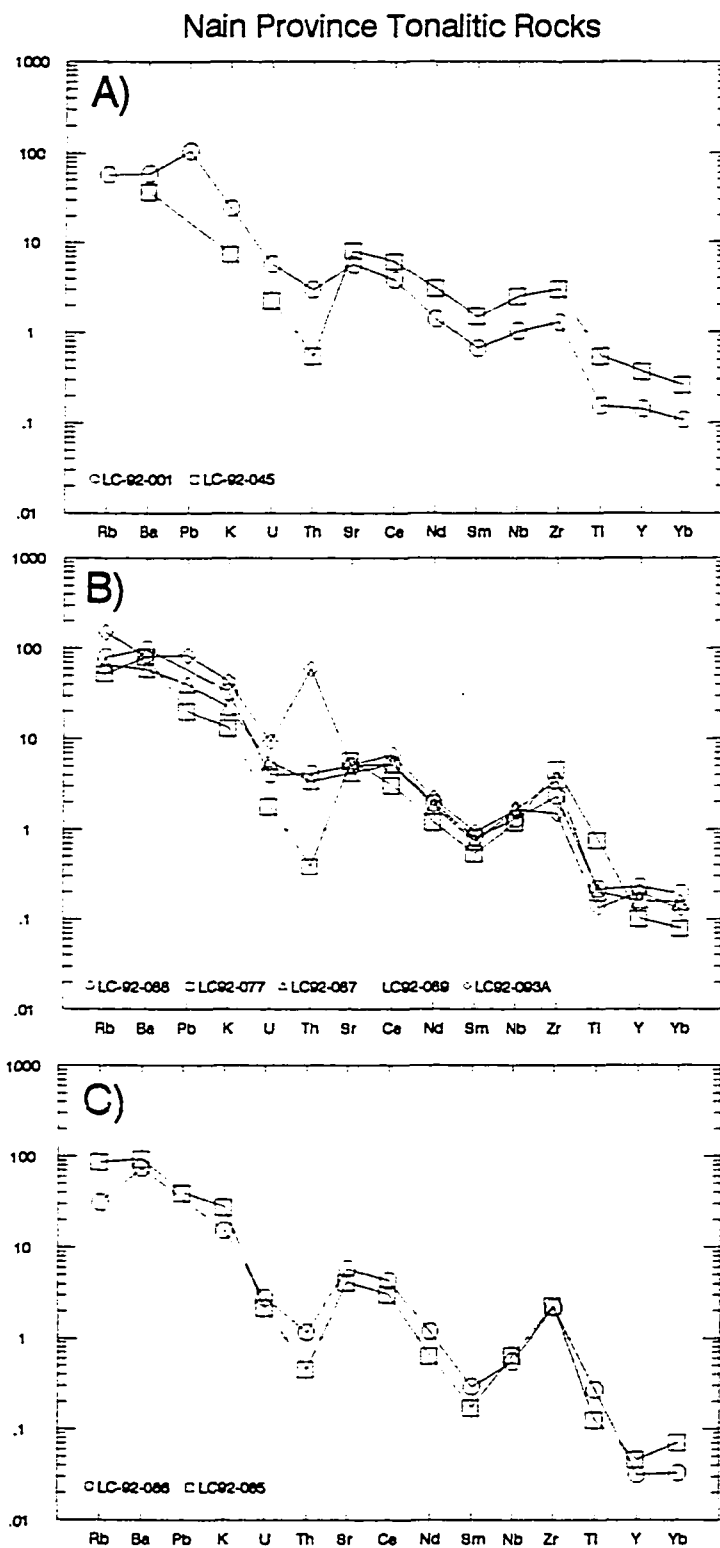 Nain Province Tonalitic Rocks
A)
1000
100
10
1
.1
.01
LC-92-001 LC-92-045
Rb Ba Pb K U Th Sr Ce Nd Sm Nb Zr Ti Y Yb
B)
1000
100
10
1
.1
.01
LC-92-088 LC92-077 LC92-067 LC92-069 LC92-093A
Rb Ba Pb K U Th Sr Ce Nd Sm Nb Zr Ti Y Yb
C)
1000
100
10
1
.1
.01
LC-92-086 LC92-085
Rb Ba Pb K U Th Sr Ce Nd Sm Nb Zr Ti Y Yb